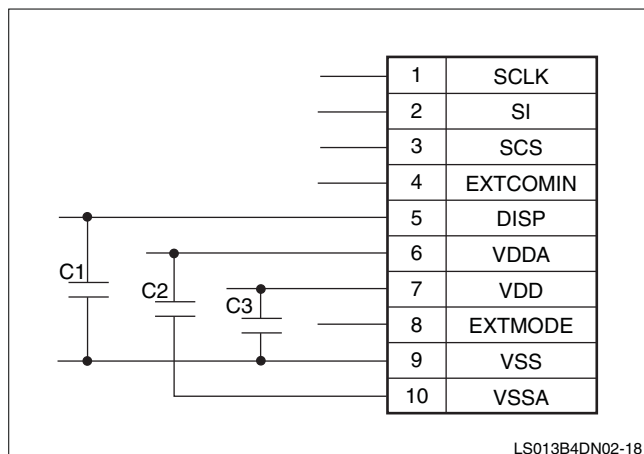 1 SCLK
2 SI
3 SCS
4 EXTCOMIN
5 DISP
6 VDDA
7 VDD
8 EXTMODE
9 VSS
10 VSSA
C1
C2
C3
LS013B4DN02-18